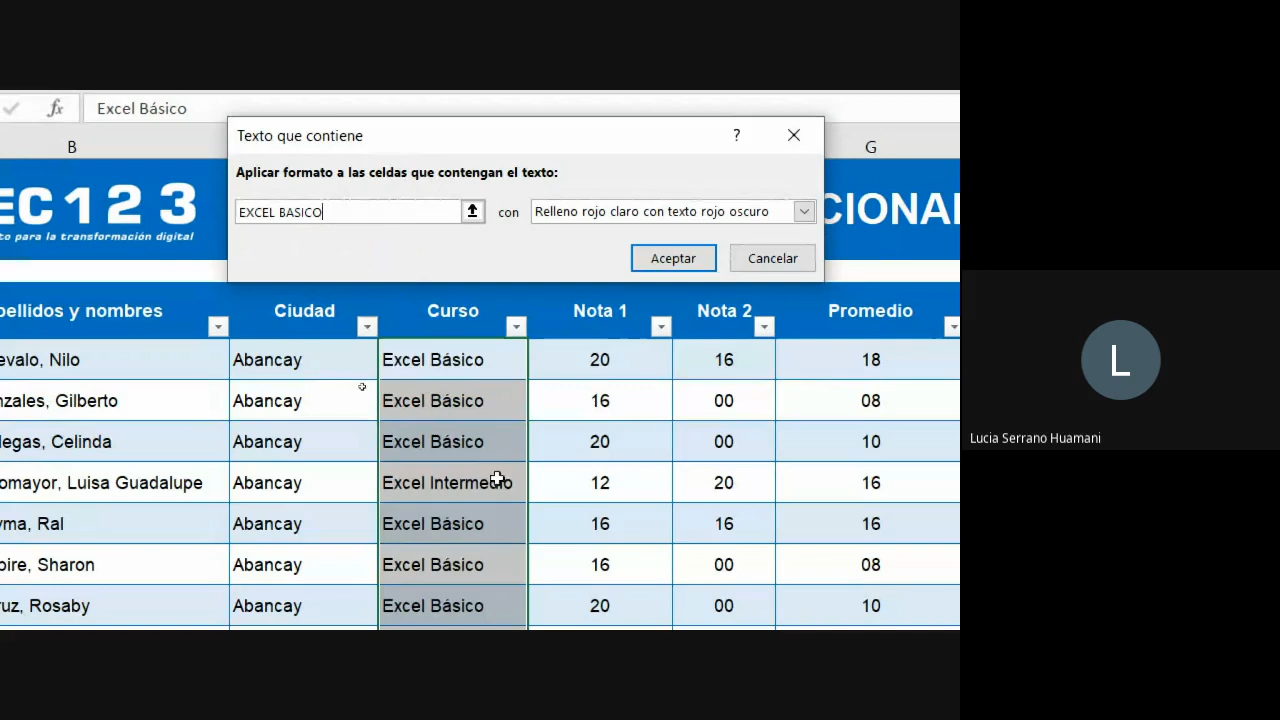 fx Excel Básico
B G
Texto que contiene ? ×
Aplicar formato a las celdas que contengan el texto:
EXCEL BASICO con Relleno rojo claro con texto rojo oscuro
Aceptar Cancelar
EC123
to para la transformación digital
CIONAL
pellidos y nombres Ciudad Curso Nota 1 Nota 2 Promedio
evalo, Nilo Abancay Excel Básico 20 16 18
nzales, Gilberto Abancay Excel Básico 16 00 08
legas, Celinda Abancay Excel Básico 20 00 10
omayor, Luisa Guadalupe Abancay Excel Intermedio 12 20 16
yma, Ral Abancay Excel Básico 16 16 16
pire, Sharon Abancay Excel Básico 16 00 08
ruz, Rosaby Abancay Excel Básico 20 00 10
L
Lucia Serrano Huamani